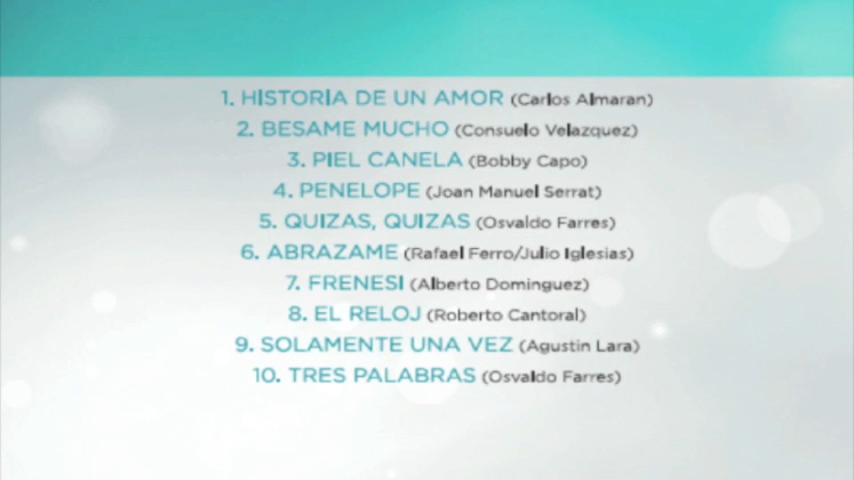 1. HISTORIA DE UN AMOR (Carlos Almaran)
2. BESAME MUCHO (Consuelo Velazquez)
3. PIEL CANELA (Bobby Capo)
4. PENELOPE (Joan Manuel Serrat)
5. QUIZAS, QUIZAS (Osvaldo Farres)
6. ABRAZAME (Rafael Ferro/Julio Iglesias)
7. FRENESI (Alberto Dominguez)
8. EL RELOJ (Roberto Cantoral)
9. SOLAMENTE UNA VEZ (Agustin Lara)
10. TRES PALABRAS (Osvaldo Farres)